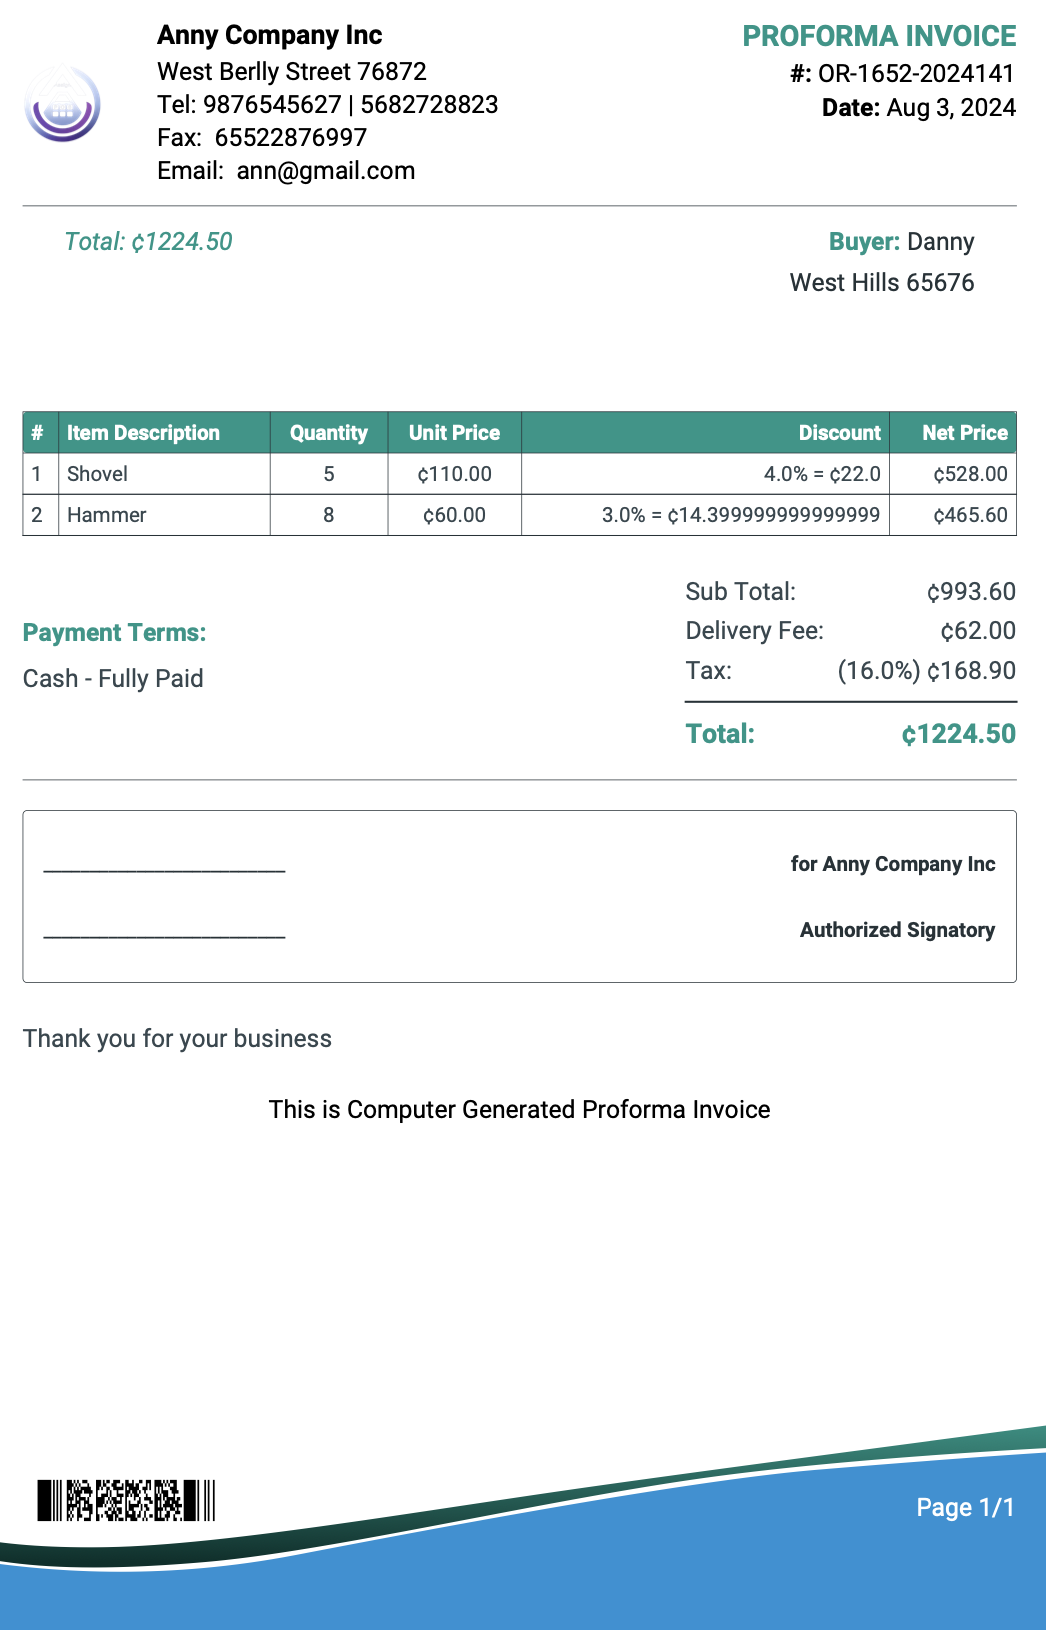 Anny Company Inc
West Berlly Street 76872
Tel: 9876545627 | 5682728823
Fax:  65522876997
Email:  ann@gmail.com
PROFORMA INVOICE
#: OR-1652-2024141
Date: Aug 3, 2024
Total: ¢1224.50
Buyer: Danny
West Hills 65676
# Item Description Quantity Unit Price Discount Net Price
1 Shovel 5 ¢110.00 4.0% = ¢22.0 ¢528.00
2 Hammer 8 ¢60.00 3.0% = ¢14.399999999999999 ¢465.60
Sub Total: ¢993.60
Delivery Fee: ¢62.00
Tax: (16.0%) ¢168.90
Total: ¢1224.50
Payment Terms:
Cash - Fully Paid
for Anny Company Inc
Authorized Signatory
Thank you for your business
This is Computer Generated Proforma Invoice
Page 1/1